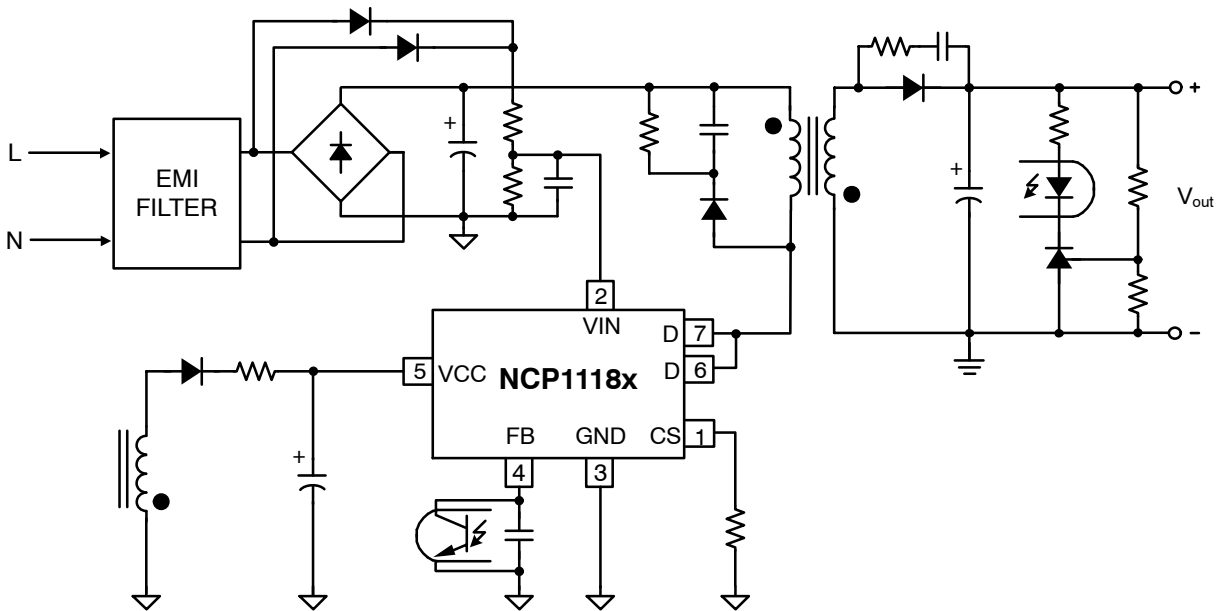 +
+
L
EMI
FILTER
N
+
V_out
−
2
VIN
D 7
D 6
5 VCC NCP1118x
FB GND CS 1
4 3
+